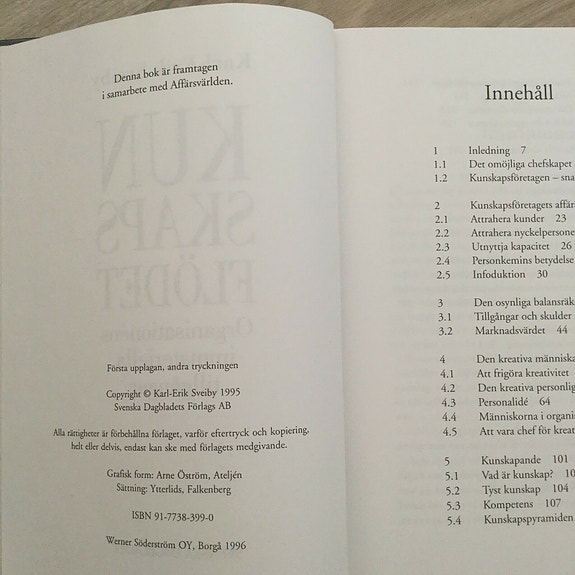 Denna bok är framtagen
i samarbete med Affärsvärlden.
Första upplagan, andra tryckningen
Copyright © Karl-Erik Sveiby 1995
Svenska Dagbladets Förlags AB
Alla rättigheter är förbehållna förlaget, varför eftertryck och kopiering,
helt eller delvis, endast kan ske med förlagets medgivande.
Grafisk form: Arne Öström, Ateljén
Sättning: Ytterlids, Falkenberg
ISBN 91-7738-399-0
Werner Söderström OY, Borgå 1996
Innehåll
1 Inledning 7
1.1 Det omöjliga chefskapet
1.2 Kunskapsföretagen –
2 Kunskapsföretagets
2.1 Attrahera kunder 23
2.2 Attrahera
2.3 Utnyttja kapacitet 26
2.4 Personkemins betydelse
2.5 Infoduktion 30
3 Den osynliga
3.1 Tillgångar och skulder
3.2 Marknadsvärdet 44
4 Den kreativa
4.1 Att frigöra kreativitet
4.2 Den kreativa
4.3 Personalidé 64
4.4 Människorna i
4.5 Att vara chef för
5 Kunskapande 101
5.1 Vad är kunskap?
5.2 Tyst kunskap 104
5.3 Kompetens 107
5.4 Kunskapspyramiden